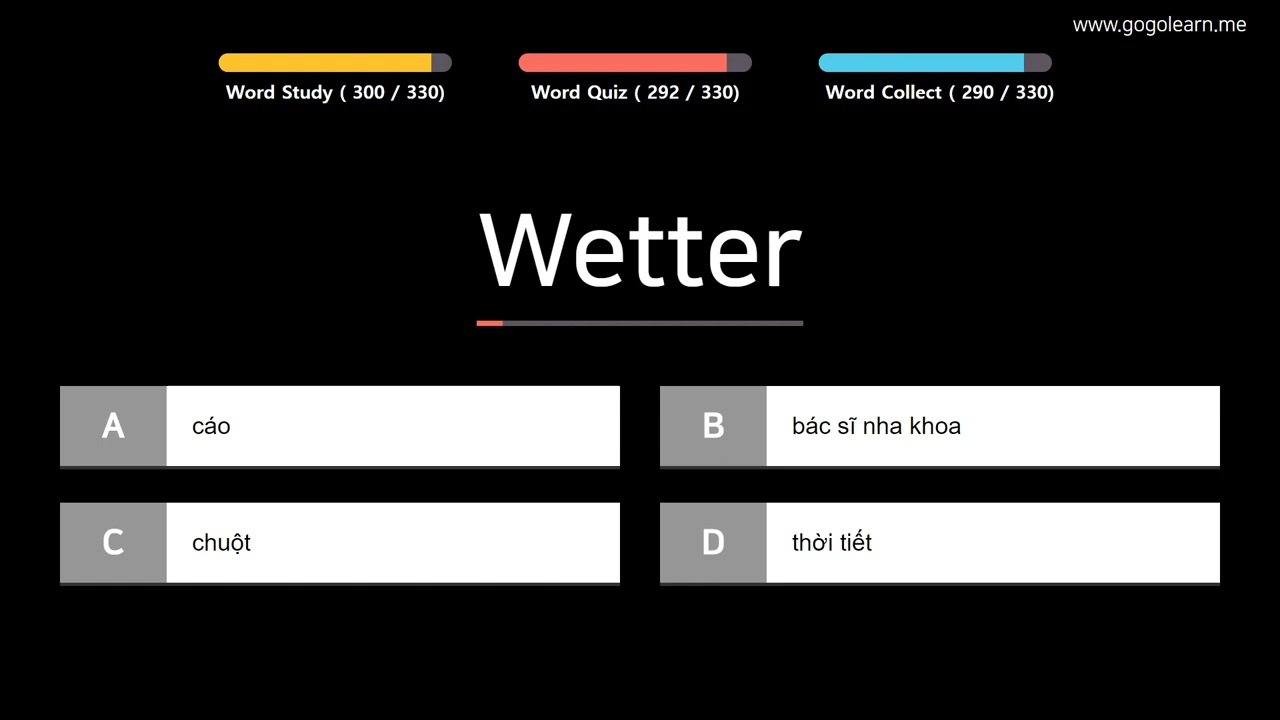 www.gogolearn.me
Word Study ( 300 / 330)
Word Quiz ( 292 / 330)
Word Collect ( 290 / 330)
Wetter
A cáo
B bác sĩ nha khoa
C chuột
D thời tiết